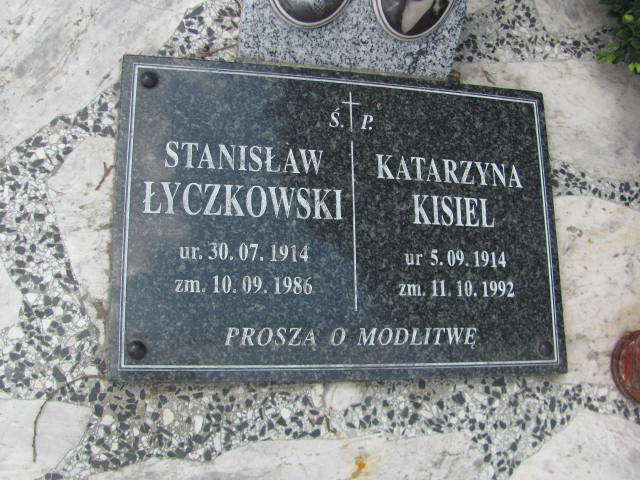 Ś. P.
STANISŁAW
ŁYCZKOWSKI
ur. 30.07.1914
zm. 10.09.1986
KATARZYNA
KISIEL
ur 5.09.1914
zm. 11.10.1992
PROSZA O MODLITWĘ